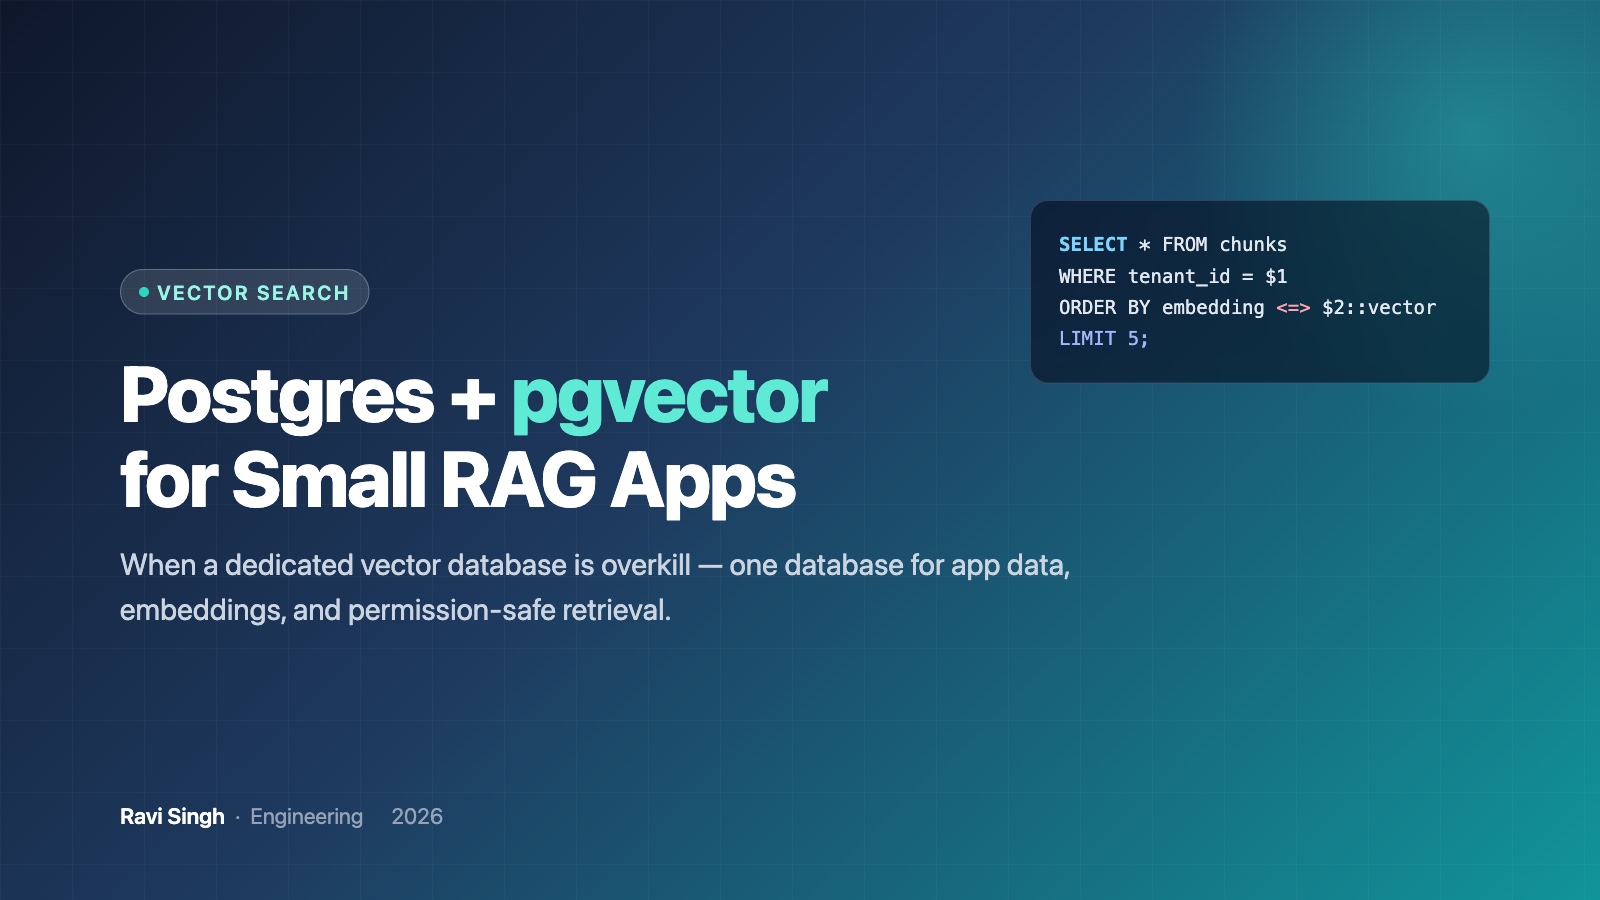 VECTOR SEARCH
Postgres + pgvector
for Small RAG Apps
When a dedicated vector database is overkill — one database for app data,
embeddings, and permission-safe retrieval.
SELECT * FROM chunks
WHERE tenant_id = $1
ORDER BY embedding <=> $2::vector
LIMIT 5;
Ravi Singh · Engineering 2026